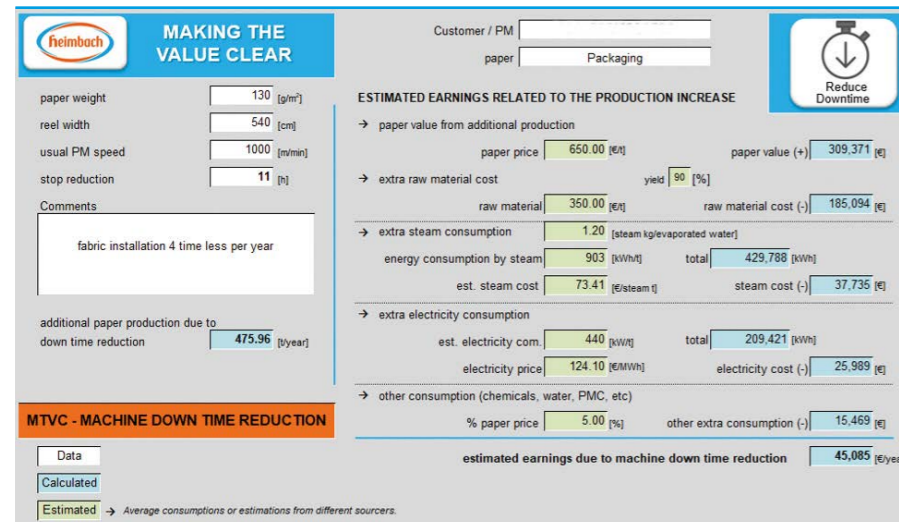 heimbach
MAKING THE
VALUE CLEAR
Customer / PM
paper Packaging
Reduce
Downtime
paper weight 130 [g/m²]
reel width 540 [cm]
usual PM speed 1000 [m/min]
stop reduction 11 [h]
Comments
fabric installation 4 time less per year
additional paper production due to
down time reduction 475.96 [t/year]
MTVC - MACHINE DOWN TIME REDUCTION
Data
Calculated
Estimated → Average consumptions or estimations from different sourcers.
ESTIMATED EARNINGS RELATED TO THE PRODUCTION INCREASE
→ paper value from additional production
paper price 650.00 [€/t] paper value (+) 309,371 [€]
→ extra raw material cost yield 90 [%]
raw material 350.00 [€/t] raw material cost (-) 185,094 [€]
→ extra steam consumption 1.20 [steam kg/evaporated water]
energy consumption by steam 903 [kWh/t] total 429,788 [kWh]
est. steam cost 73.41 [€/steam t] steam cost (-) 37,735 [€]
→ extra electricity consumption
est. electricity com. 440 [kW/t] total 209,421 [kWh]
electricity price 124.10 [€/MWh] electricity cost (-) 25,989 [€]
→ other consumption (chemicals, water, PMC, etc)
% paper price 5.00 [%] other extra consumption (-) 15,469 [€]
estimated earnings due to machine down time reduction 45,085 [€/yea